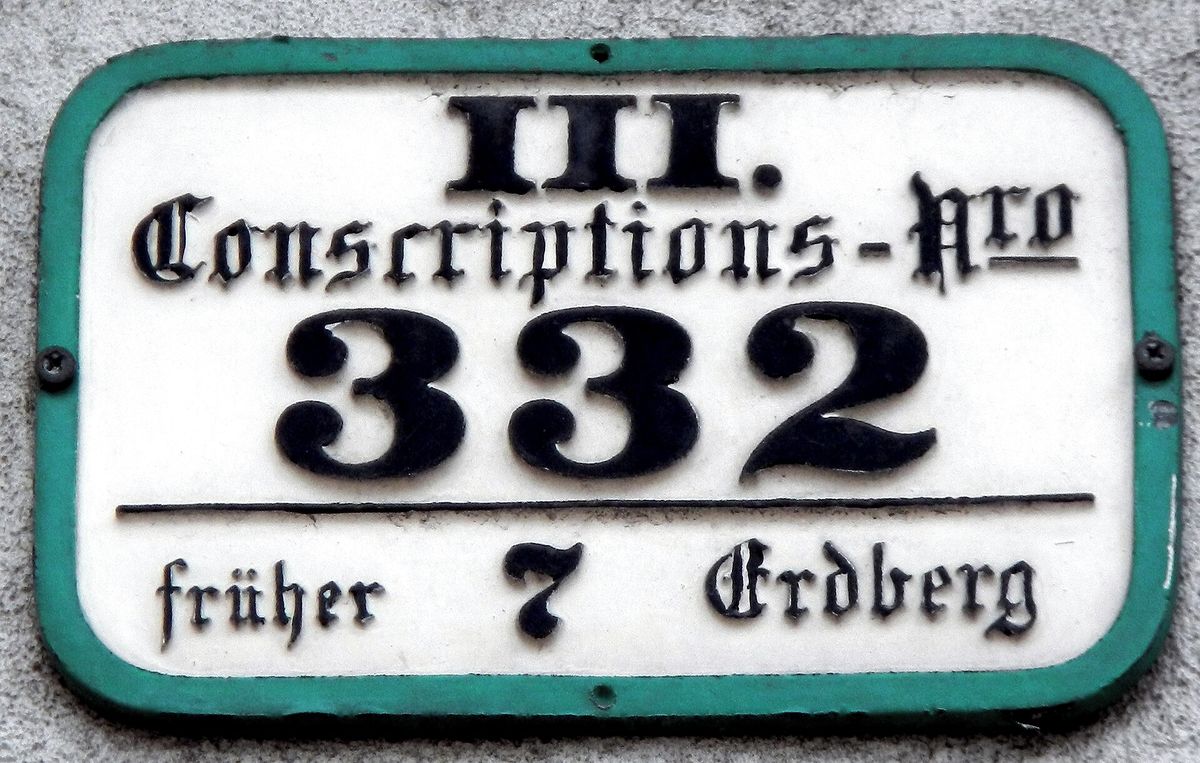 III.
Conscriptions-Nro
332
früher 7 Erdberg